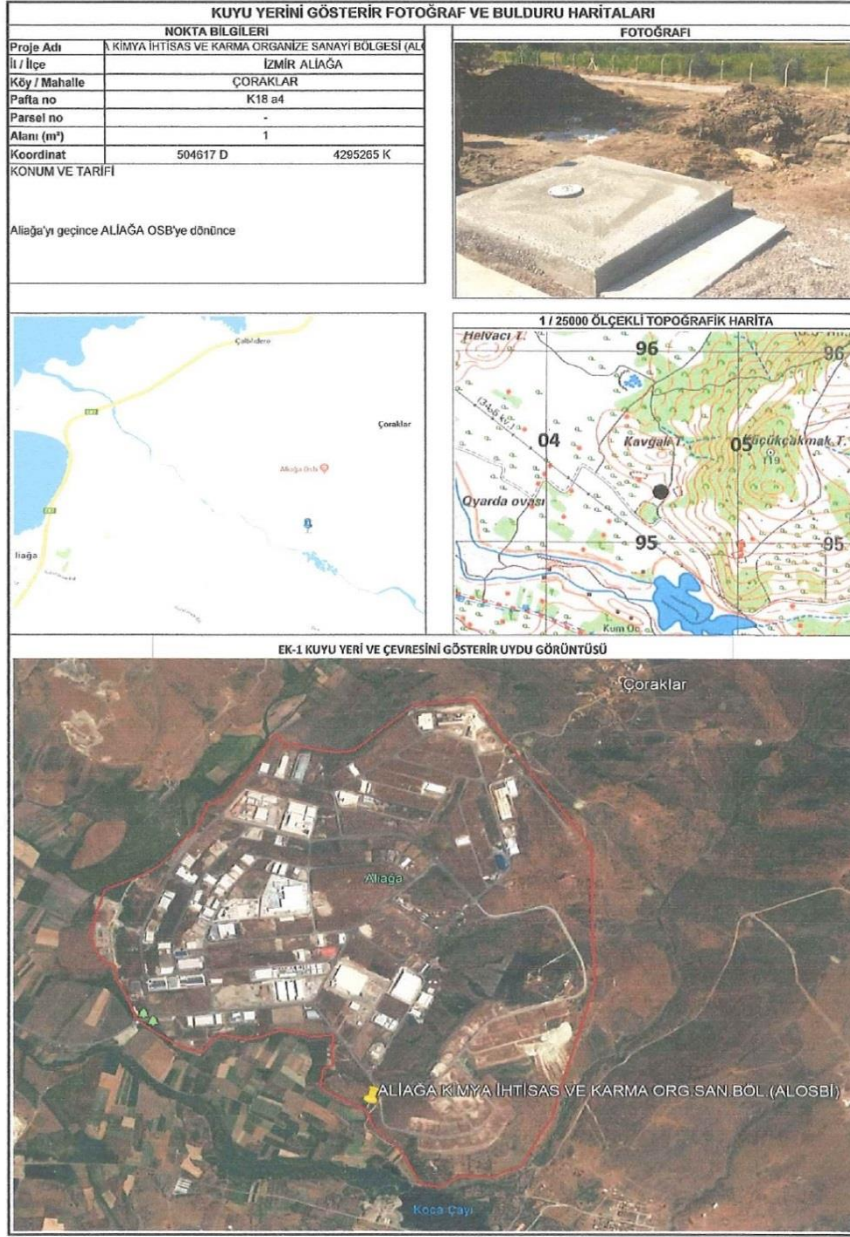 KUYU YERİNİ GÖSTERİR FOTOĞRAF VE BULDURU HARİTALARI
NOKTA BİLGİLERİ
Proje Adı KİMYA İHTİSAS VE KARMA ORGANİZE SANAYİ BÖLGESİ
İl / İlçe İZMİR ALİAĞA
Köy / Mahalle ÇORAKLAR
Pafta no K18 a4
Parsel no -
Alanı (m²) 1
Koordinat 504617 D 4295265 K
KONUM VE TARİFİ
Aliağa'yı geçince ALİAĞA OSB'ye dönünce
FOTOĞRAFI
Çoraklar
Aliağa Osb
liağa
1 / 25000 ÖLÇEKLİ TOPOĞRAFİK HARİTA
Helvacı T.
96
96
04
Kavgalı T.
05
Küçükçakmak T.
119
Oyarda ovası
95
95
EK-1 KUYU YERİ VE ÇEVRESİNİ GÖSTERİR UYDU GÖRÜNTÜSÜ
Çoraklar
Aliağa
ALİAĞA KİMYA İHTİSAS VE KARMA ORG.SAN.BÖL.(ALOSBİ)
Koca Çayı